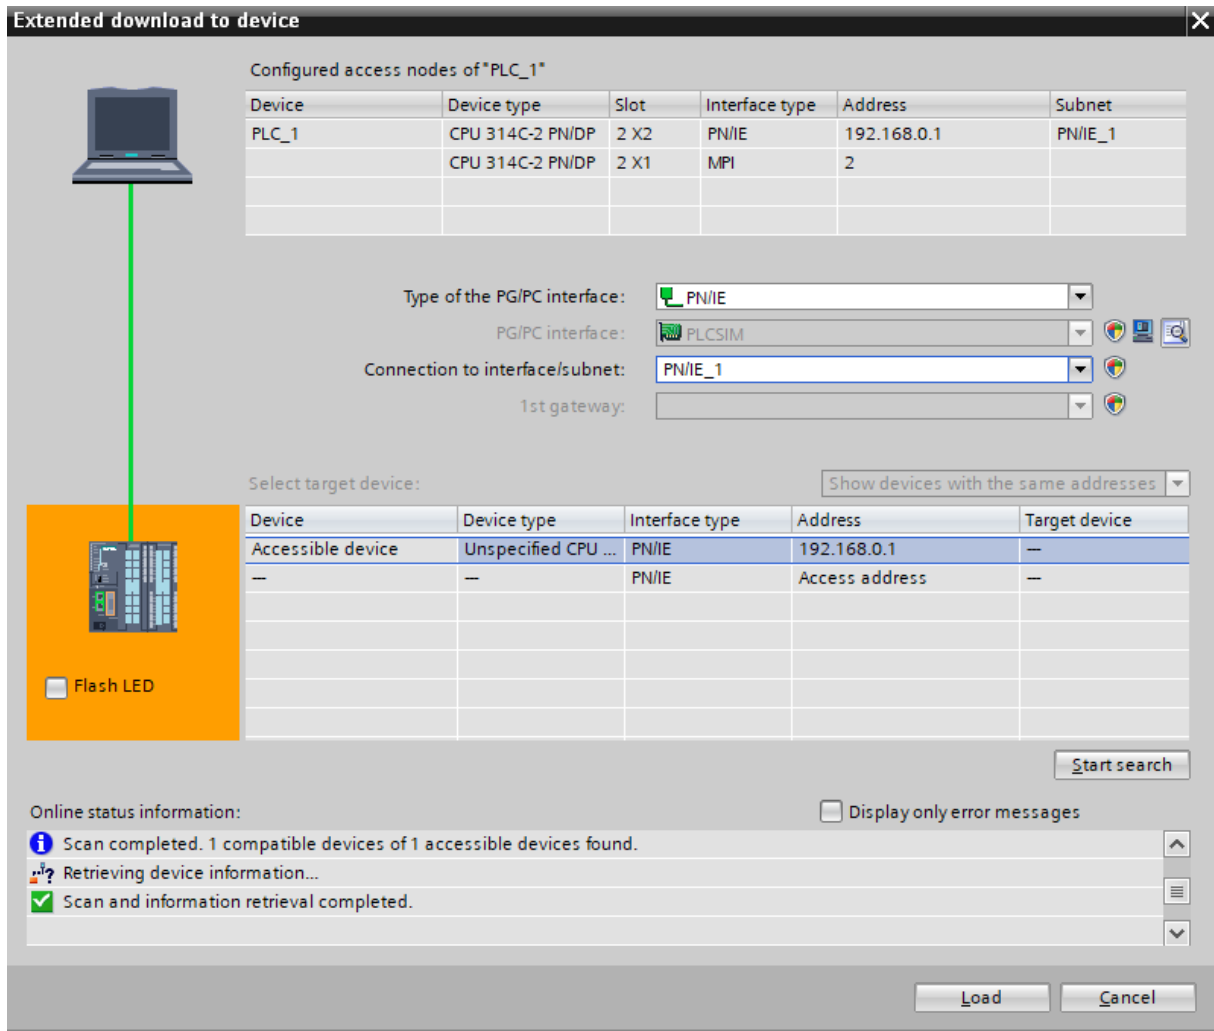 Extended download to device
Configured access nodes of "PLC_1"
Device Device type Slot Interface type Address Subnet
PLC_1 CPU 314C-2 PN/DP 2 X2 PN/IE 192.168.0.1 PN/IE_1
CPU 314C-2 PN/DP 2 X1 MPI 2
Type of the PG/PC interface: PN/IE
PG/PC interface: PLCSIM
Connection to interface/subnet: PN/IE_1
1st gateway:
Select target device: Show devices with the same addresses
Device Device type Interface type Address Target device
Accessible device Unspecified CPU ... PN/IE 192.168.0.1 —
— — PN/IE Access address —
Flash LED
Start search
Online status information: Display only error messages
Scan completed. 1 compatible devices of 1 accessible devices found.
Retrieving device information...
Scan and information retrieval completed.
Load Cancel